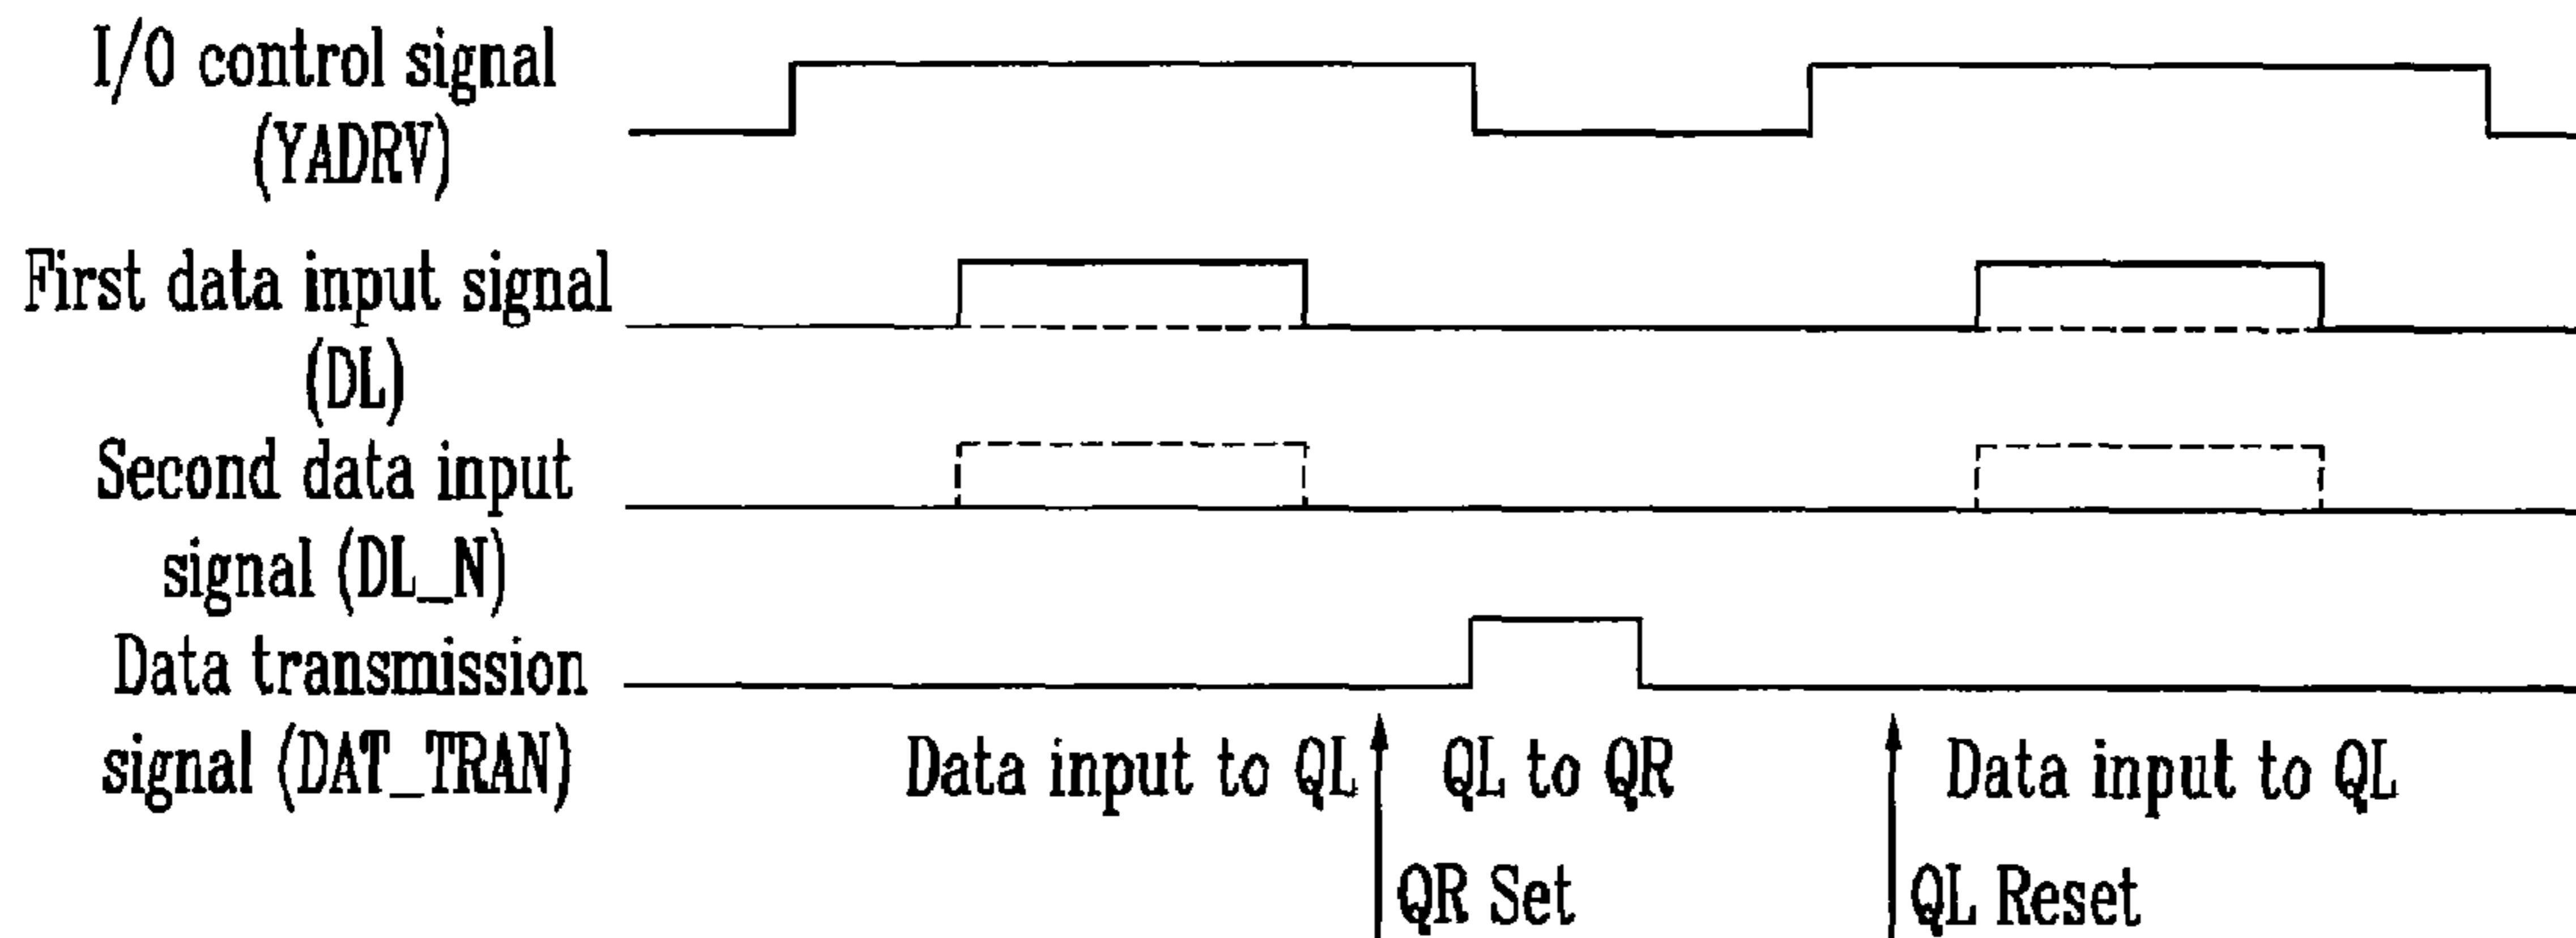 I/O control signal
(YADRV)
First data input signal
(DL)
Second data input
signal (DL_N)
Data transmission
signal (DAT_TRAN)
Data input to QL
QL to QR
Data input to QL
QR Set
QL Reset